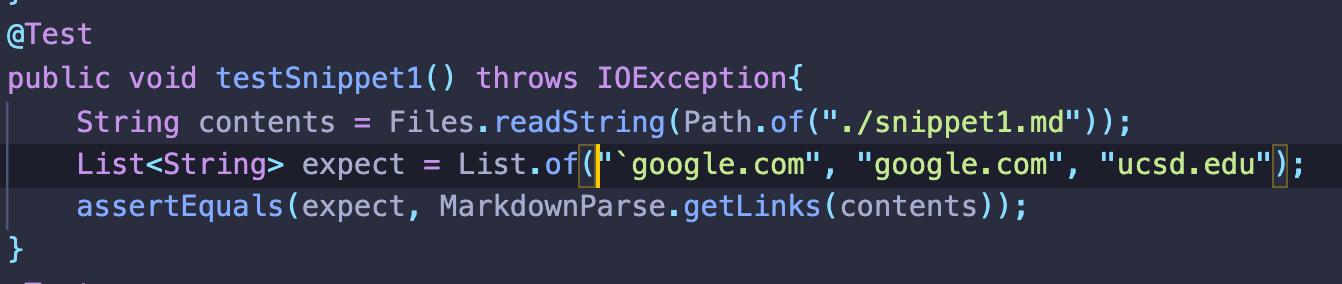 }
@Test
public void testSnippet1() throws IOException{
    String contents = Files.readString(Path.of("./snippet1.md"));
    List<String> expect = List.of("`google.com", "google.com", "ucsd.edu");
    assertEquals(expect, MarkdownParse.getLinks(contents));
}